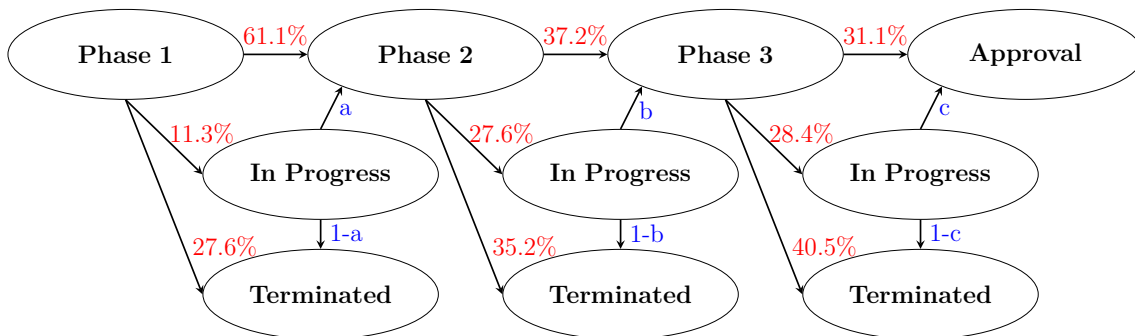 Phase 1
61.1%
Phase 2
37.2%
Phase 3
31.1%
Approval
a
b
c
11.3%
27.6%
28.4%
In Progress
In Progress
In Progress
1-a
1-b
1-c
27.6%
35.2%
40.5%
Terminated
Terminated
Terminated